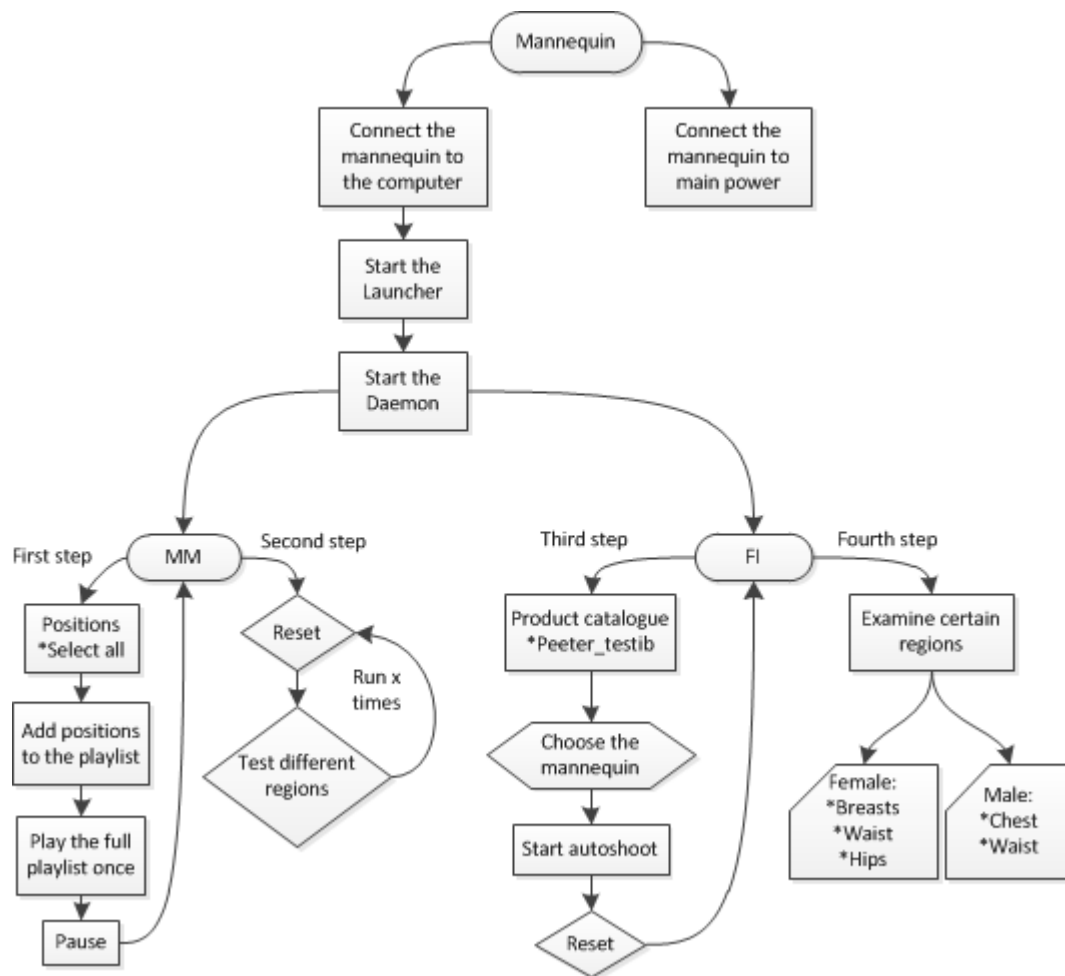 Mannequin
Connect the
mannequin to
the computer
Connect the
mannequin to
main power
Start the
Launcher
Start the
Daemon
First step
MM
Second step
Positions
*Select all
Add positions
to the playlist
Play the full
playlist once
Pause
Reset
Run x
times
Test different
regions
Third step
FI
Fourth step
Product catalogue
*Peeter_testib
Choose the
mannequin
Start autoshoot
Reset
Examine certain
regions
Female:
*Breasts
*Waist
*Hips
Male:
*Chest
*Waist